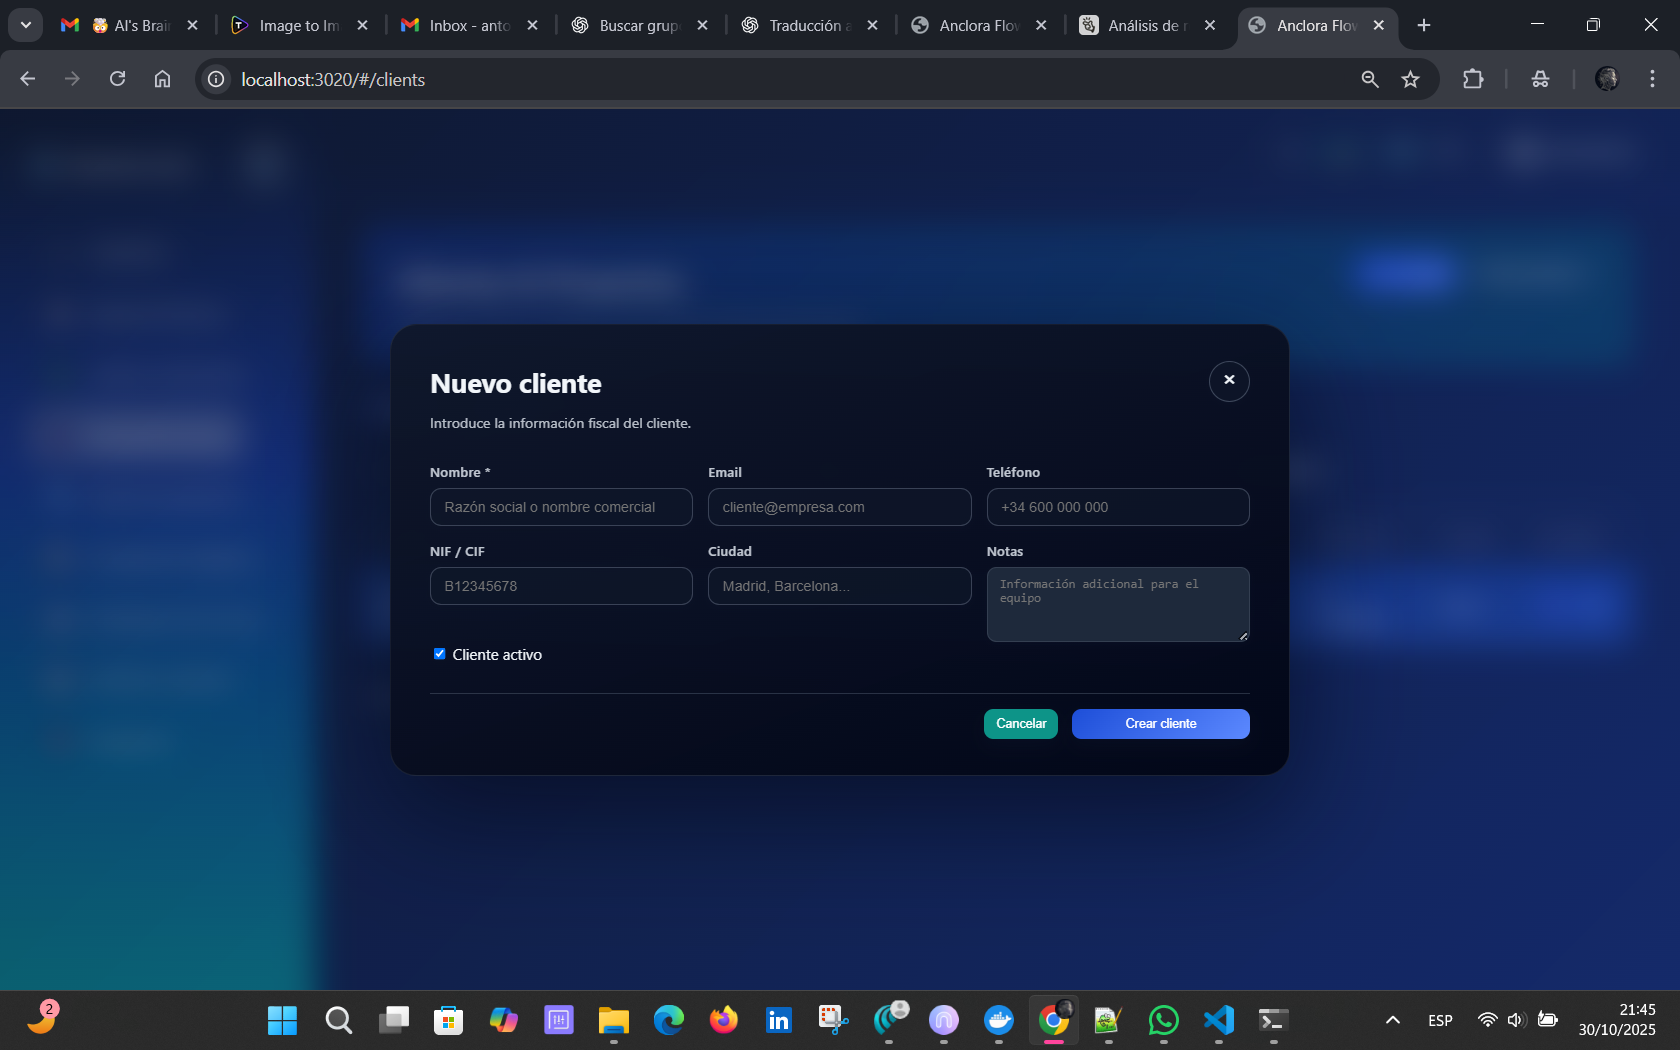 AI's Brain
Image to Im
Inbox - anto
Buscar grup
Traducción a
Anclora Flow
Análisis de r
Anclora Flow
localhost:3020/#/clients
Nuevo cliente
Introduce la información fiscal del cliente.
Nombre *
Email
Teléfono
Razón social o nombre comercial
cliente@empresa.com
+34 600 000 000
NIF / CIF
Ciudad
Notas
B12345678
Madrid, Barcelona...
Información adicional para el
equipo
Cliente activo
Cancelar
Crear cliente
2
ESP
21:45
30/10/2025